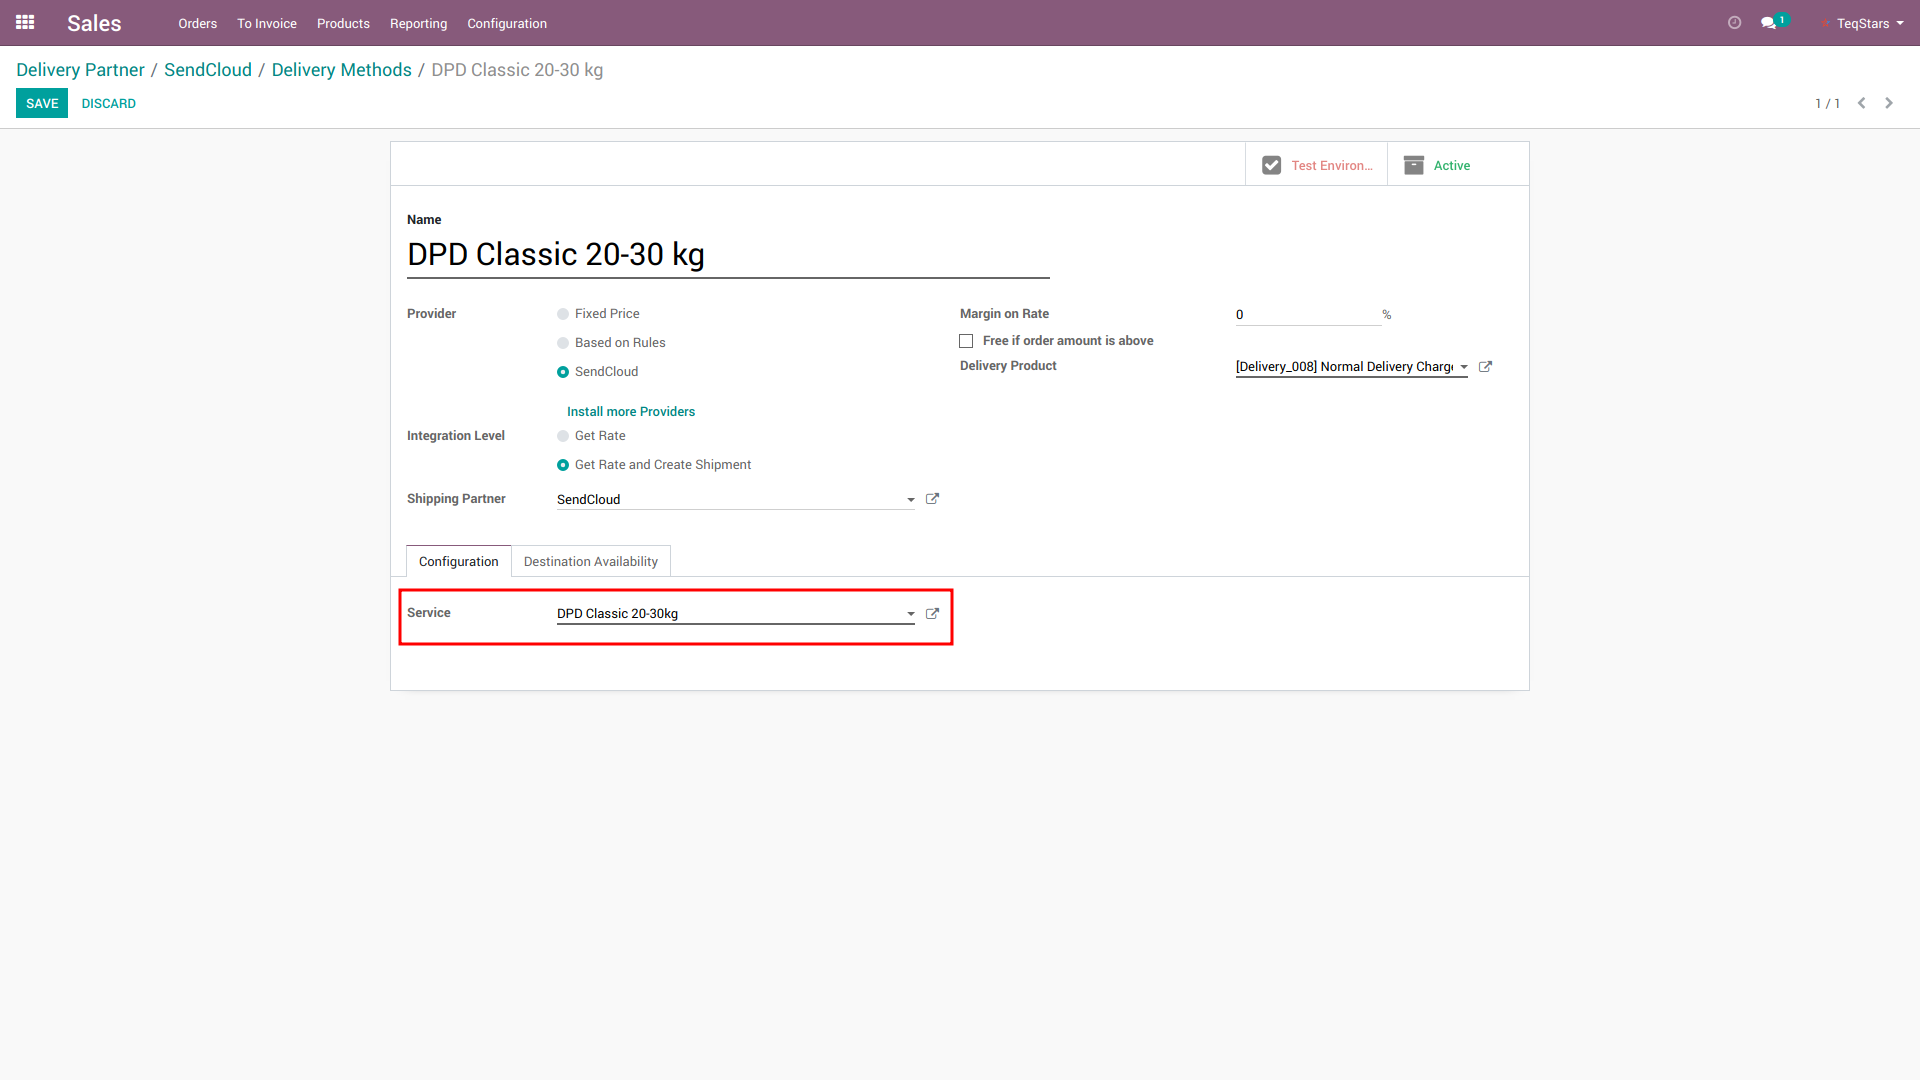 Sales Orders To Invoice Products Reporting Configuration 1 TeqStars
Delivery Partner / SendCloud / Delivery Methods / DPD Classic 20-30 kg
SAVE DISCARD 1 / 1
Test Environ... Active
Name
DPD Classic 20-30 kg
Provider Fixed Price
Based on Rules
SendCloud
Install more Providers
Integration Level Get Rate
Get Rate and Create Shipment
Shipping Partner SendCloud
Margin on Rate 0 %
Free if order amount is above
Delivery Product [Delivery_008] Normal Delivery Charge
Configuration Destination Availability
Service DPD Classic 20-30kg